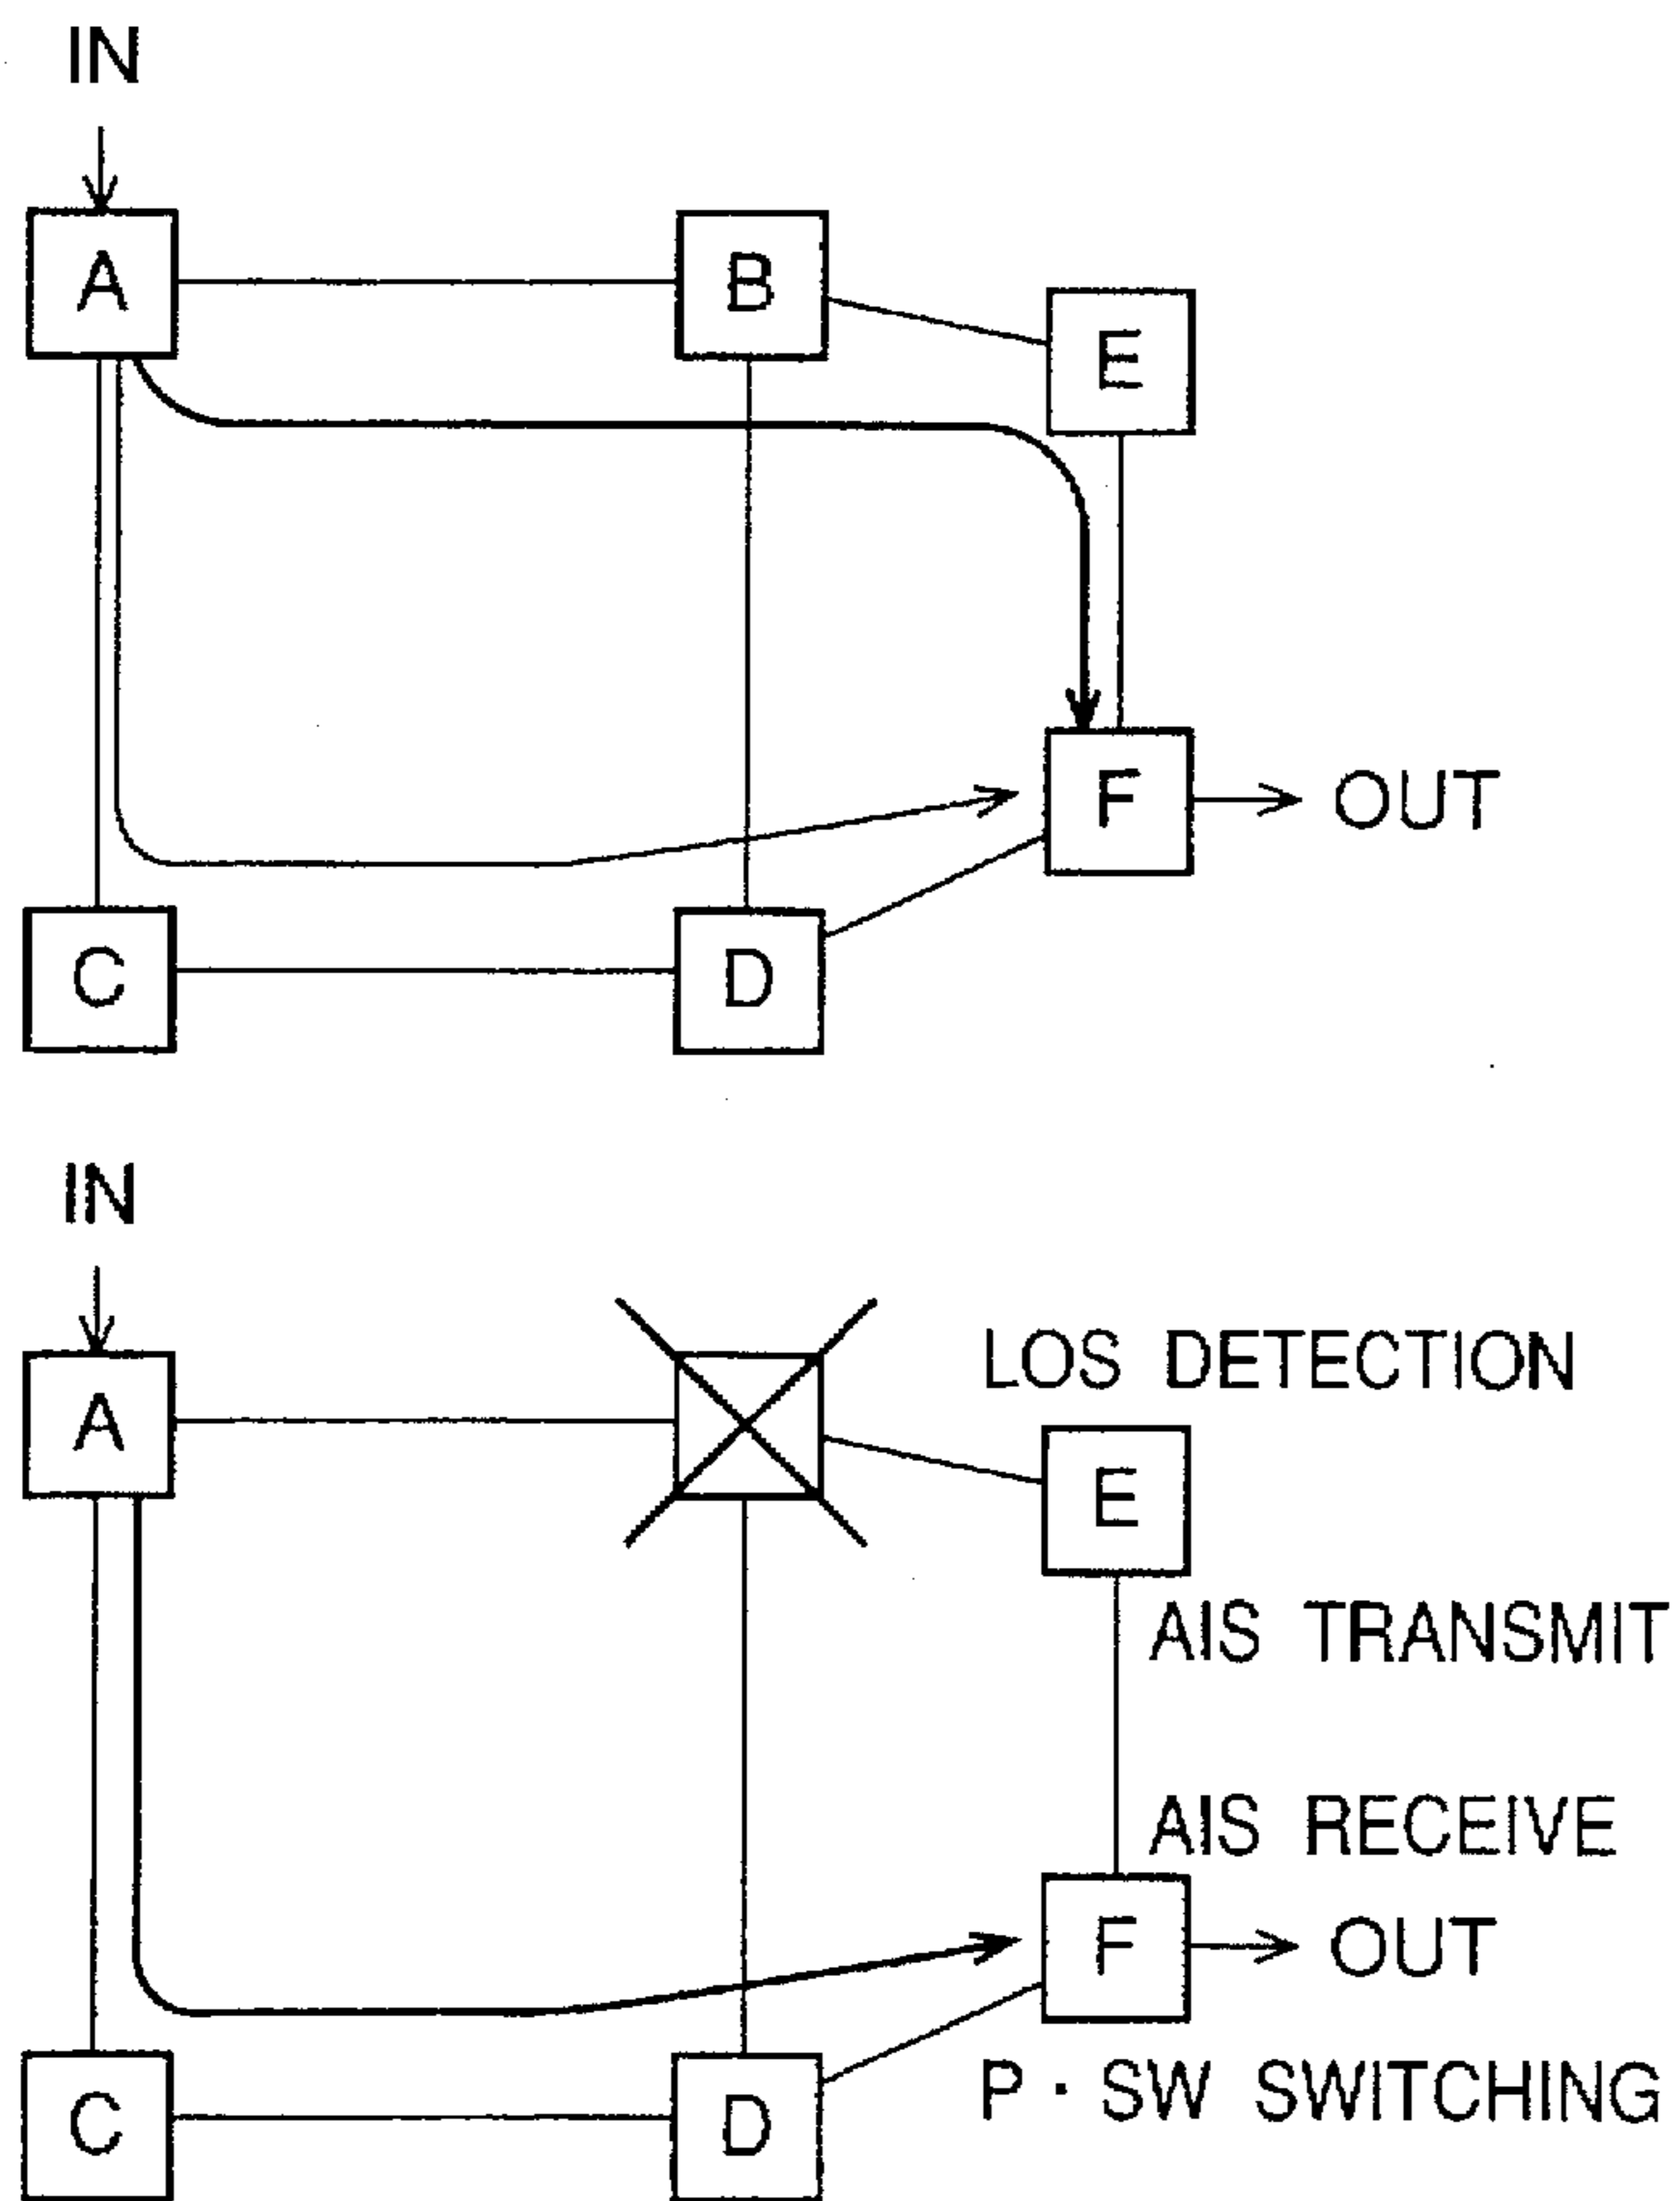 IN
A
B
E
F
OUT
C
D
IN
A
LOS DETECTION
E
AIS TRANSMIT
AIS RECEIVE
F
OUT
C
D
P・SW SWITCHING